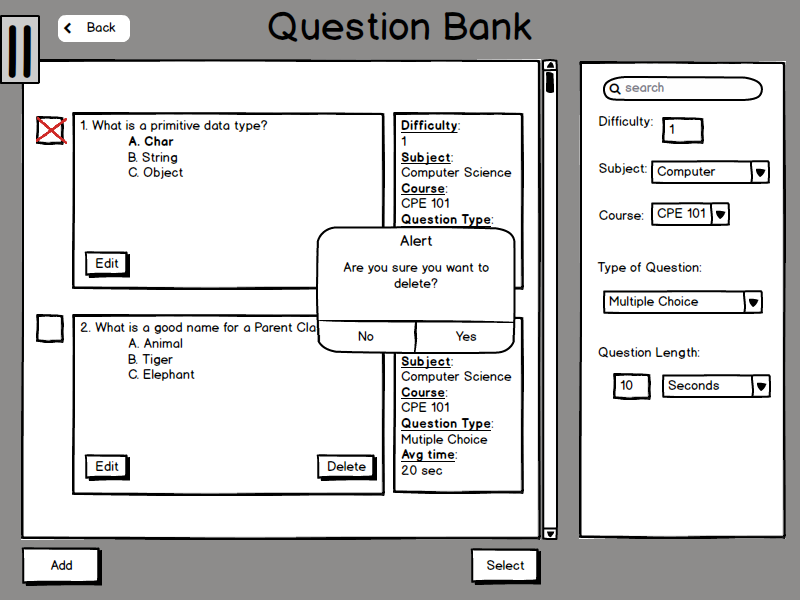 Back
Question Bank
1. What is a primitive data type?
A. Char
B. String
C. Object
Edit
Difficulty:
1
Subject:
Computer Science
Course:
CPE 101
Question Type:
Alert
Are you sure you want to
delete?
No
Yes
2. What is a good name for a Parent Cla
A. Animal
B. Tiger
C. Elephant
Edit
Delete
Subject:
Computer Science
Course:
CPE 101
Question Type:
Mutiple Choice
Avg time:
20 sec
search
Difficulty:
1
Subject:
Computer
Course:
CPE 101
Type of Question:
Multiple Choice
Question Length:
10
Seconds
Add
Select